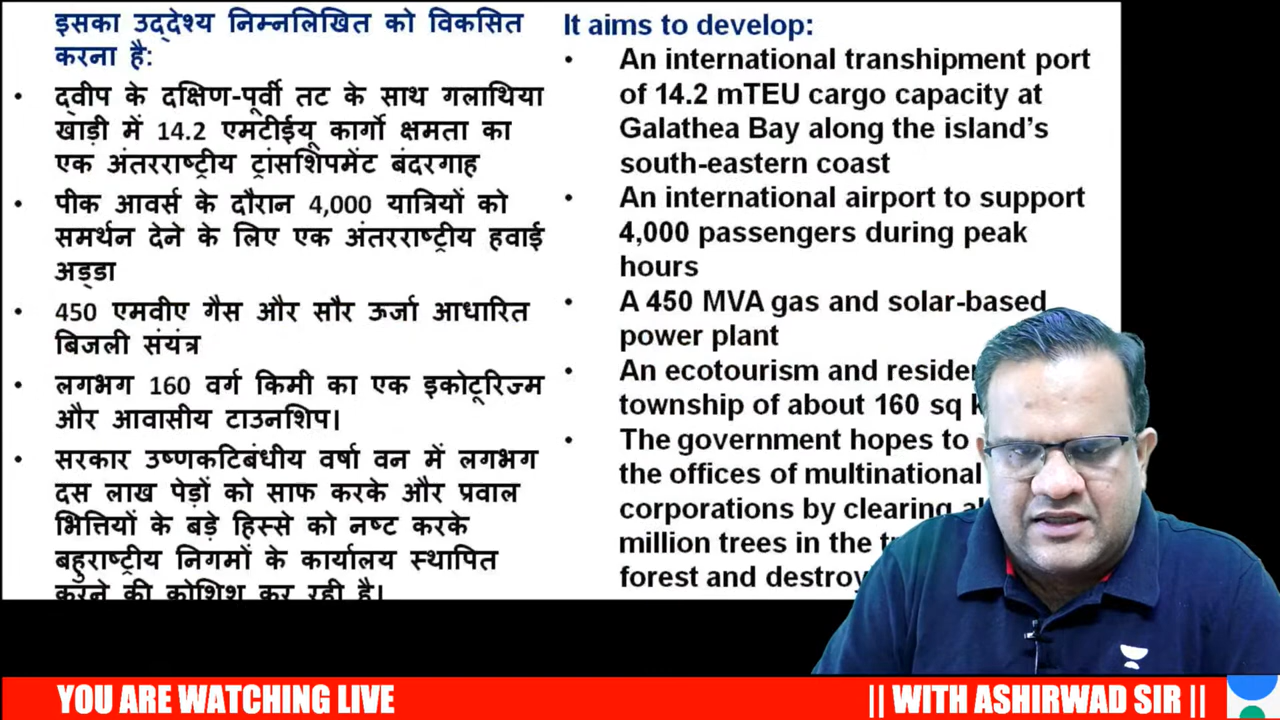 इसका उद्देश्य निम्नलिखित को विकसित
करना है:
• द्वीप के दक्षिण-पूर्वी तट के साथ गलाथिया
खाड़ी में 14.2 एमटीईयू कार्गो क्षमता का
एक अंतरराष्ट्रीय ट्रांसशिपमेंट बंदरगाह
• पीक आवर्स के दौरान 4,000 यात्रियों को
समर्थन देने के लिए एक अंतरराष्ट्रीय हवाई
अड्डा
• 450 एमवीए गैस और सौर ऊर्जा आधारित
बिजली संयंत्र
• लगभग 160 वर्ग किमी का एक इकोटूरिज्म
और आवासीय टाउनशिप।
• सरकार उष्णकटिबंधीय वर्षा वन में लगभग
दस लाख पेड़ों को साफ करके और प्रवाल
भित्तियों के बड़े हिस्से को नष्ट करके
बहुराष्ट्रीय निगमों के कार्यालय स्थापित
करने की कोशिश कर रही है।
It aims to develop:
• An international transhipment port
of 14.2 mTEU cargo capacity at
Galathea Bay along the island's
south-eastern coast
• An international airport to support
4,000 passengers during peak
hours
• A 450 MVA gas and solar-based
power plant
• An ecotourism and
township of about 160 sq
• The government hopes to
the offices of multinational
corporations by clearing
million trees in the
forest and
YOU ARE WATCHING LIVE
|| WITH ASHIRWAD SIR ||